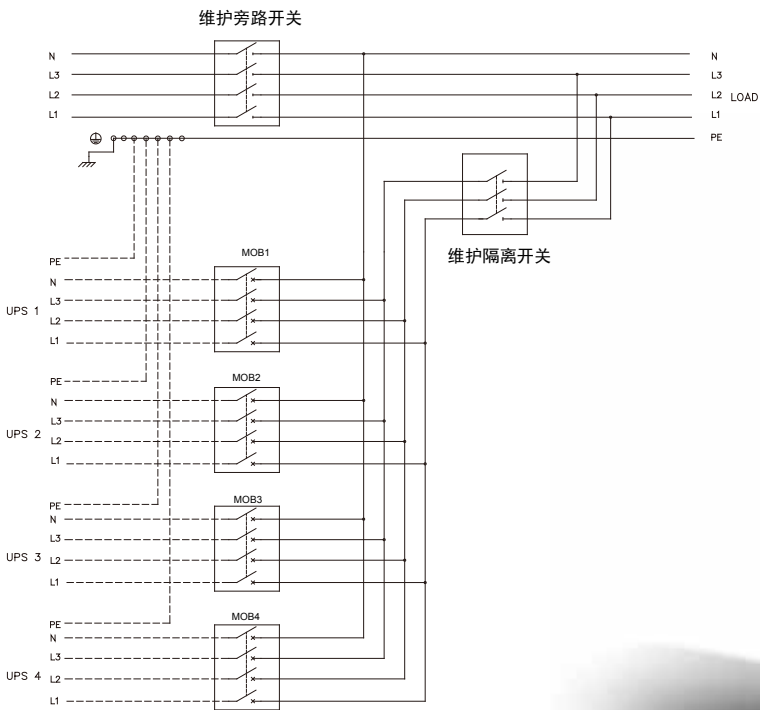 维护旁路开关
N N
L3 L3
L2 L2 LOAD
L1 L1
PE
维护隔离开关
MOB1
PE
N
L3
UPS 1
L2
L1
MOB2
PE
N
L3
UPS 2
L2
L1
MOB3
PE
N
L3
UPS 3
L2
L1
MOB4
PE
N
L3
UPS 4
L2
L1